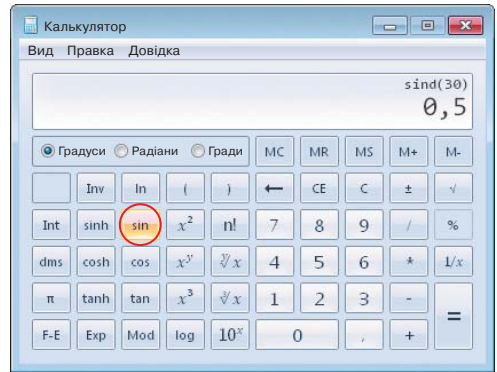 Калькулятор
Вид Правка Довідка
sind(30)
0,5
Градуси Радіани Гради MC MR MS M+ M-
Inv ln ( ) ← CE C ± √
Int sinh sin x² n! 7 8 9 / %
dms cosh cos xʸ ʸ√x 4 5 6 * 1/x
π tanh tan x³ ³√x 1 2 3 - =
F-E Exp Mod log 10ˣ 0 , +